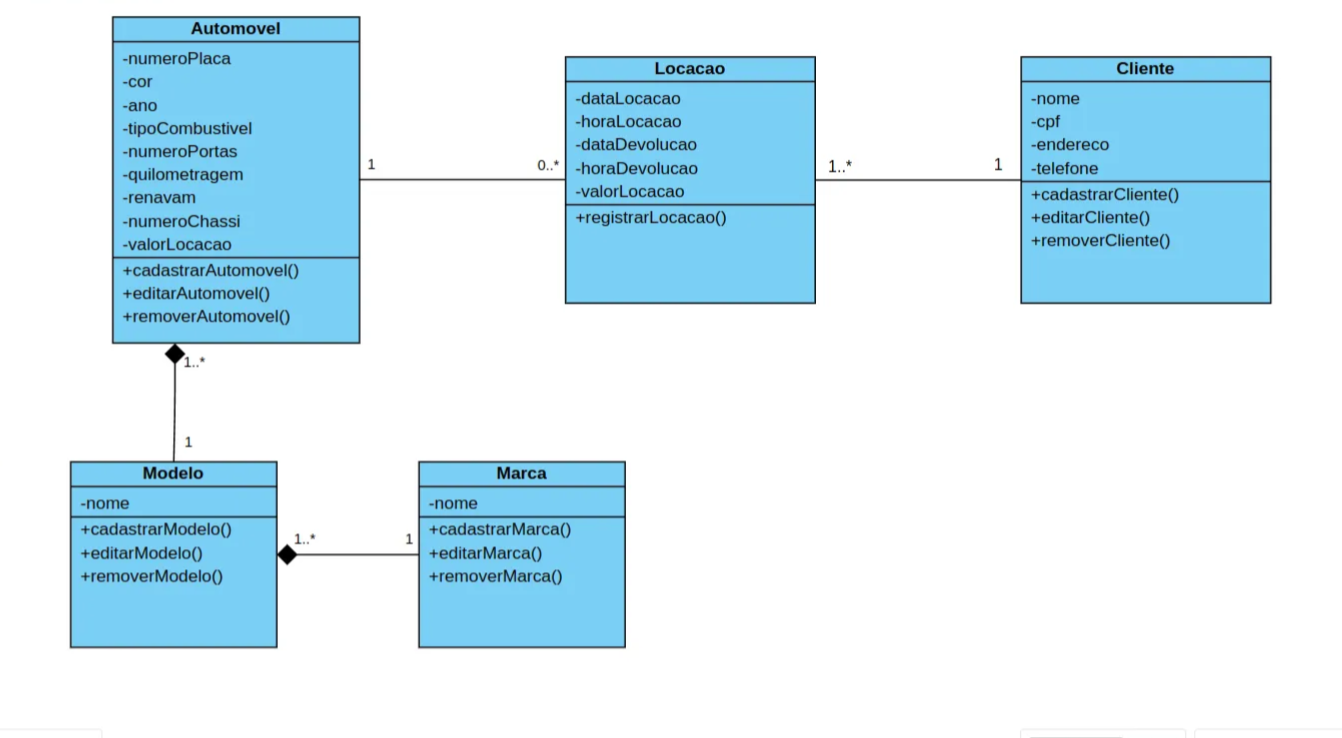 Automovel
-numeroPlaca
-cor
-ano
-tipoCombustivel
-numeroPortas
-quilometragem
-renavam
-numeroChassi
-valorLocacao
+cadastrarAutomovel()
+editarAutomovel()
+removerAutomovel()
1
0..*
Locacao
-dataLocacao
-horaLocacao
-dataDevolucao
-horaDevolucao
-valorLocacao
+registrarLocacao()
1..*
1
Cliente
-nome
-cpf
-endereco
-telefone
+cadastrarCliente()
+editarCliente()
+removerCliente()
1..*
1
Modelo
-nome
+cadastrarModelo()
+editarModelo()
+removerModelo()
1..*
1
Marca
-nome
+cadastrarMarca()
+editarMarca()
+removerMarca()